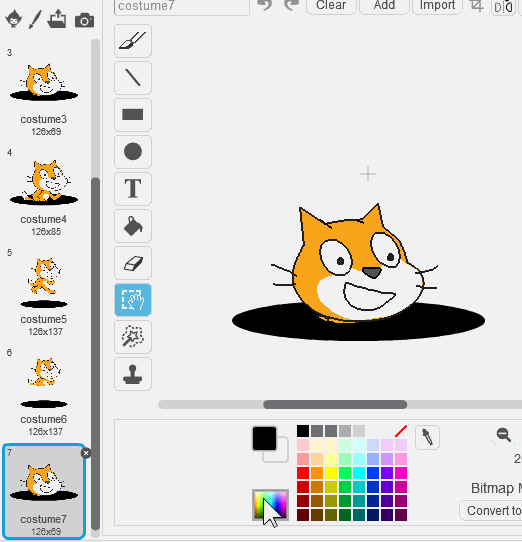 costume7
Clear
Add
Import
3
costume3
126x69
4
costume4
126x85
5
costume5
126x137
6
costume6
126x137
7
costume7
126x69
T
Bitmap
Convert to